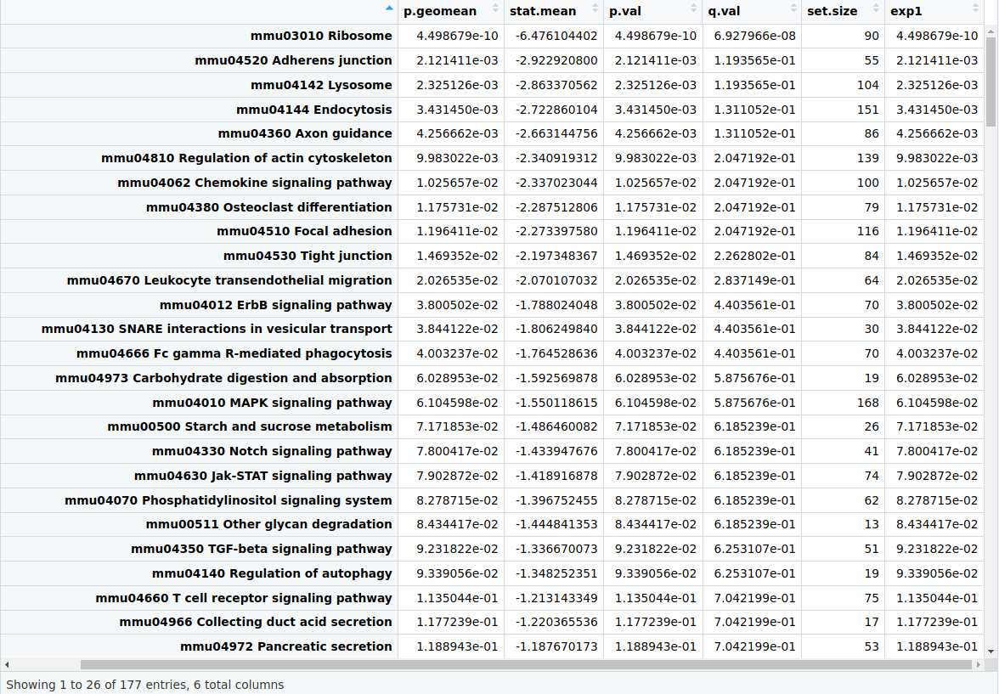 p.geomean stat.mean p.val q.val set.size exp1
mmu03010 Ribosome 4.498679e-10 -6.476104402 4.498679e-10 6.927966e-08 90 4.498679e-10
mmu04520 Adherens junction 2.121411e-03 -2.922920800 2.121411e-03 1.193565e-01 55 2.121411e-03
mmu04142 Lysosome 2.325126e-03 -2.863370562 2.325126e-03 1.193565e-01 104 2.325126e-03
mmu04144 Endocytosis 3.431450e-03 -2.722860104 3.431450e-03 1.311052e-01 151 3.431450e-03
mmu04360 Axon guidance 4.256662e-03 -2.663144756 4.256662e-03 1.311052e-01 86 4.256662e-03
mmu04810 Regulation of actin cytoskeleton 9.983022e-03 -2.340919312 9.983022e-03 2.047192e-01 139 9.983022e-03
mmu04062 Chemokine signaling pathway 1.025657e-02 -2.337023044 1.025657e-02 2.047192e-01 100 1.025657e-02
mmu04380 Osteoclast differentiation 1.175731e-02 -2.287512806 1.175731e-02 2.047192e-01 79 1.175731e-02
mmu04510 Focal adhesion 1.196411e-02 -2.273397580 1.196411e-02 2.047192e-01 116 1.196411e-02
mmu04530 Tight junction 1.469352e-02 -2.197348367 1.469352e-02 2.262802e-01 84 1.469352e-02
mmu04670 Leukocyte transendothelial migration 2.026535e-02 -2.070107032 2.026535e-02 2.837149e-01 64 2.026535e-02
mmu04012 ErbB signaling pathway 3.800502e-02 -1.788024048 3.800502e-02 4.403561e-01 70 3.800502e-02
mmu04130 SNARE interactions in vesicular transport 3.844122e-02 -1.806249840 3.844122e-02 4.403561e-01 30 3.844122e-02
mmu04666 Fc gamma R-mediated phagocytosis 4.003237e-02 -1.764528636 4.003237e-02 4.403561e-01 70 4.003237e-02
mmu04973 Carbohydrate digestion and absorption 6.028953e-02 -1.592569878 6.028953e-02 5.875676e-01 19 6.028953e-02
mmu04010 MAPK signaling pathway 6.104598e-02 -1.550118615 6.104598e-02 5.875676e-01 168 6.104598e-02
mmu00500 Starch and sucrose metabolism 7.171853e-02 -1.486460082 7.171853e-02 6.185239e-01 26 7.171853e-02
mmu04330 Notch signaling pathway 7.800417e-02 -1.433947676 7.800417e-02 6.185239e-01 41 7.800417e-02
mmu04630 Jak-STAT signaling pathway 7.902872e-02 -1.418916878 7.902872e-02 6.185239e-01 74 7.902872e-02
mmu04070 Phosphatidylinositol signaling system 8.278715e-02 -1.396752455 8.278715e-02 6.185239e-01 62 8.278715e-02
mmu00511 Other glycan degradation 8.434417e-02 -1.444841353 8.434417e-02 6.185239e-01 13 8.434417e-02
mmu04350 TGF-beta signaling pathway 9.231822e-02 -1.336670073 9.231822e-02 6.253107e-01 51 9.231822e-02
mmu04140 Regulation of autophagy 9.339056e-02 -1.348252351 9.339056e-02 6.253107e-01 19 9.339056e-02
mmu04660 T cell receptor signaling pathway 1.135044e-01 -1.213143349 1.135044e-01 7.042199e-01 75 1.135044e-01
mmu04966 Collecting duct acid secretion 1.177239e-01 -1.220365536 1.177239e-01 7.042199e-01 17 1.177239e-01
mmu04972 Pancreatic secretion 1.188943e-01 -1.187670173 1.188943e-01 7.042199e-01 53 1.188943e-01
Showing 1 to 26 of 177 entries, 6 total columns